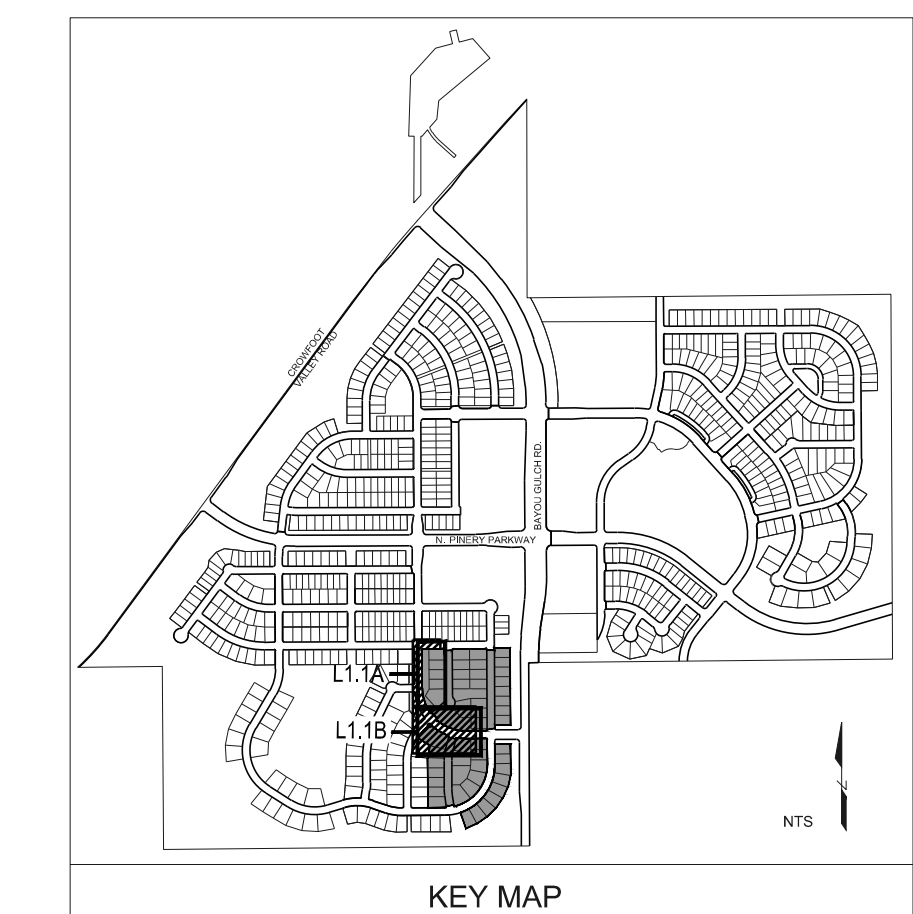 CROWFOOT
VALLEY ROAD
BAYOU GULCH RD.
N. PINERY PARKWAY
L1.1A
L1.1B
N
NTS
KEY MAP